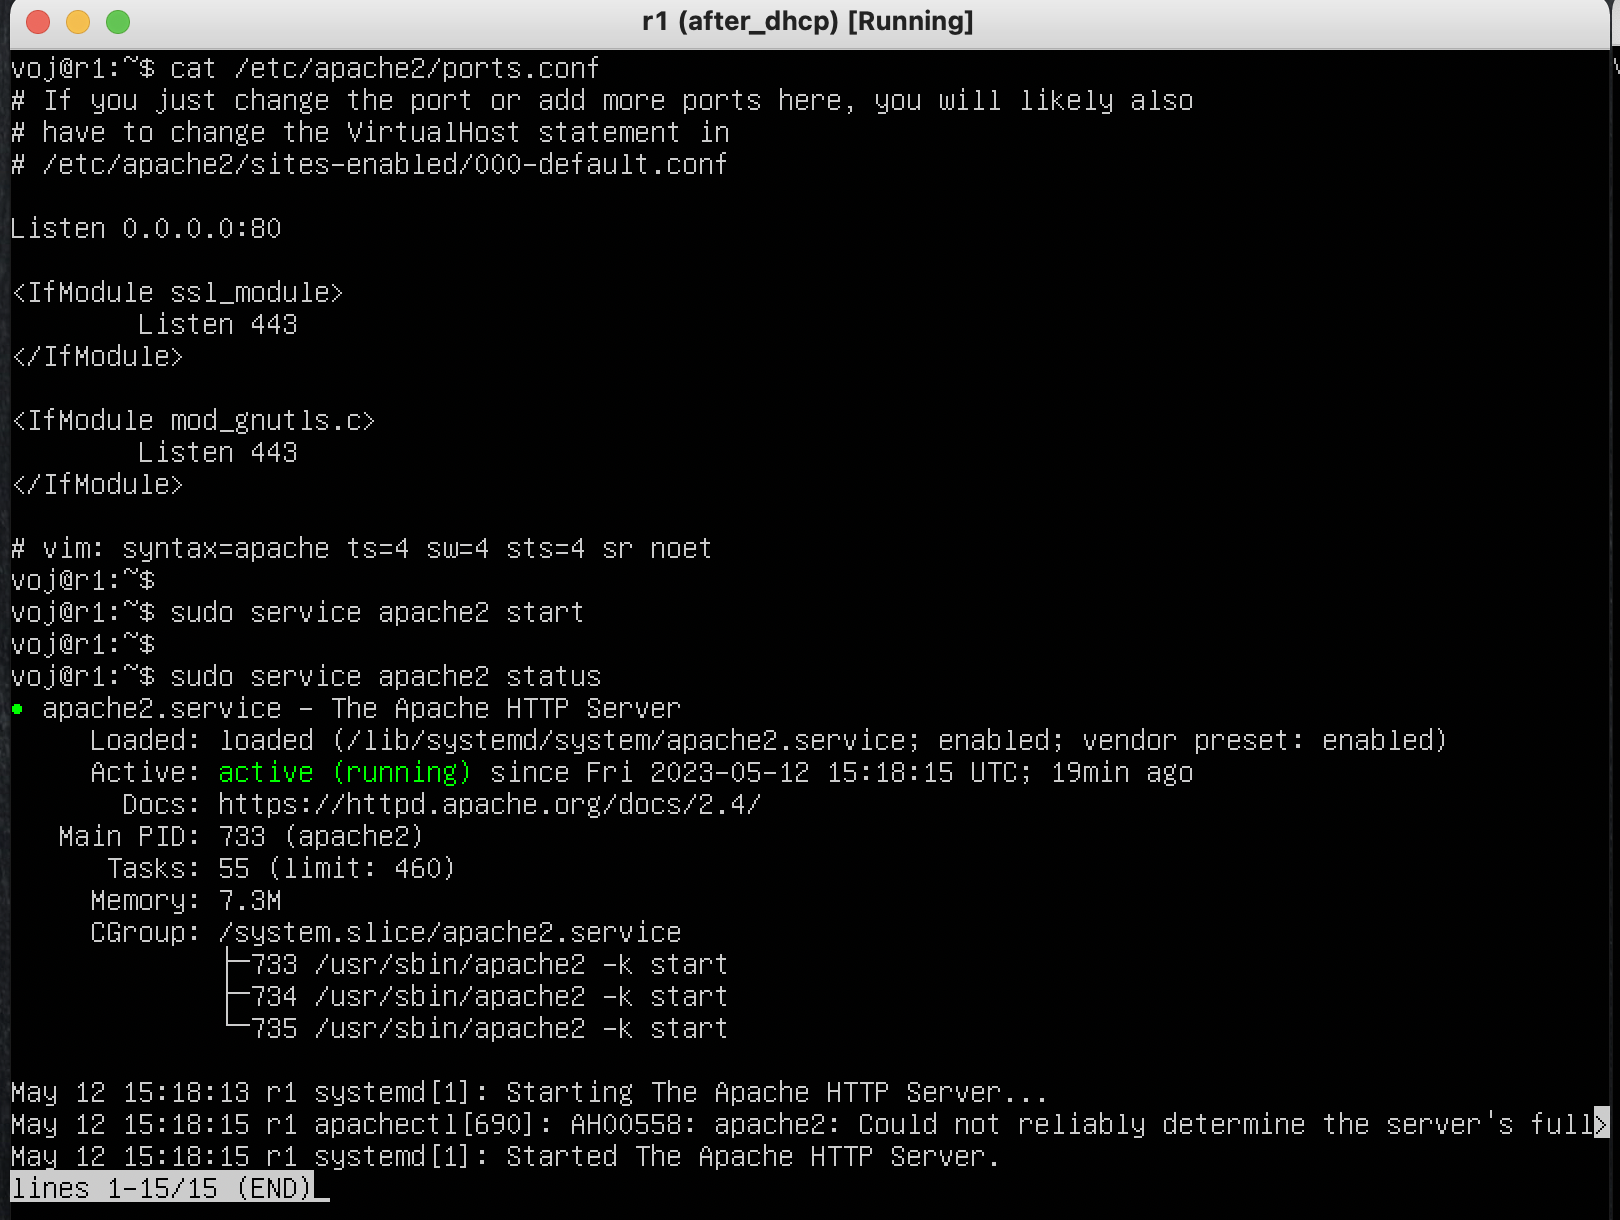 r1 (after_dhcp) [Running]
voj@r1:~$ cat /etc/apache2/ports.conf
# If you just change the port or add more ports here, you will likely also
# have to change the VirtualHost statement in
# /etc/apache2/sites-enabled/000-default.conf
Listen 0.0.0.0:80
<IfModule ssl_module>
        Listen 443
</IfModule>
<IfModule mod_gnutls.c>
        Listen 443
</IfModule>
# vim: syntax=apache ts=4 sw=4 sts=4 sr noet
voj@r1:~$
voj@r1:~$ sudo service apache2 start
voj@r1:~$
voj@r1:~$ sudo service apache2 status
● apache2.service - The Apache HTTP Server
     Loaded: loaded (/lib/systemd/system/apache2.service; enabled; vendor preset: enabled)
     Active: active (running) since Fri 2023-05-12 15:18:15 UTC; 19min ago
       Docs: https://httpd.apache.org/docs/2.4/
   Main PID: 733 (apache2)
      Tasks: 55 (limit: 460)
     Memory: 7.3M
     CGroup: /system.slice/apache2.service
             ├─733 /usr/sbin/apache2 -k start
             ├─734 /usr/sbin/apache2 -k start
             └─735 /usr/sbin/apache2 -k start
May 12 15:18:13 r1 systemd[1]: Starting The Apache HTTP Server...
May 12 15:18:15 r1 apachectl[690]: AH00558: apache2: Could not reliably determine the server's full>
May 12 15:18:15 r1 systemd[1]: Started The Apache HTTP Server.
lines 1-15/15 (END)